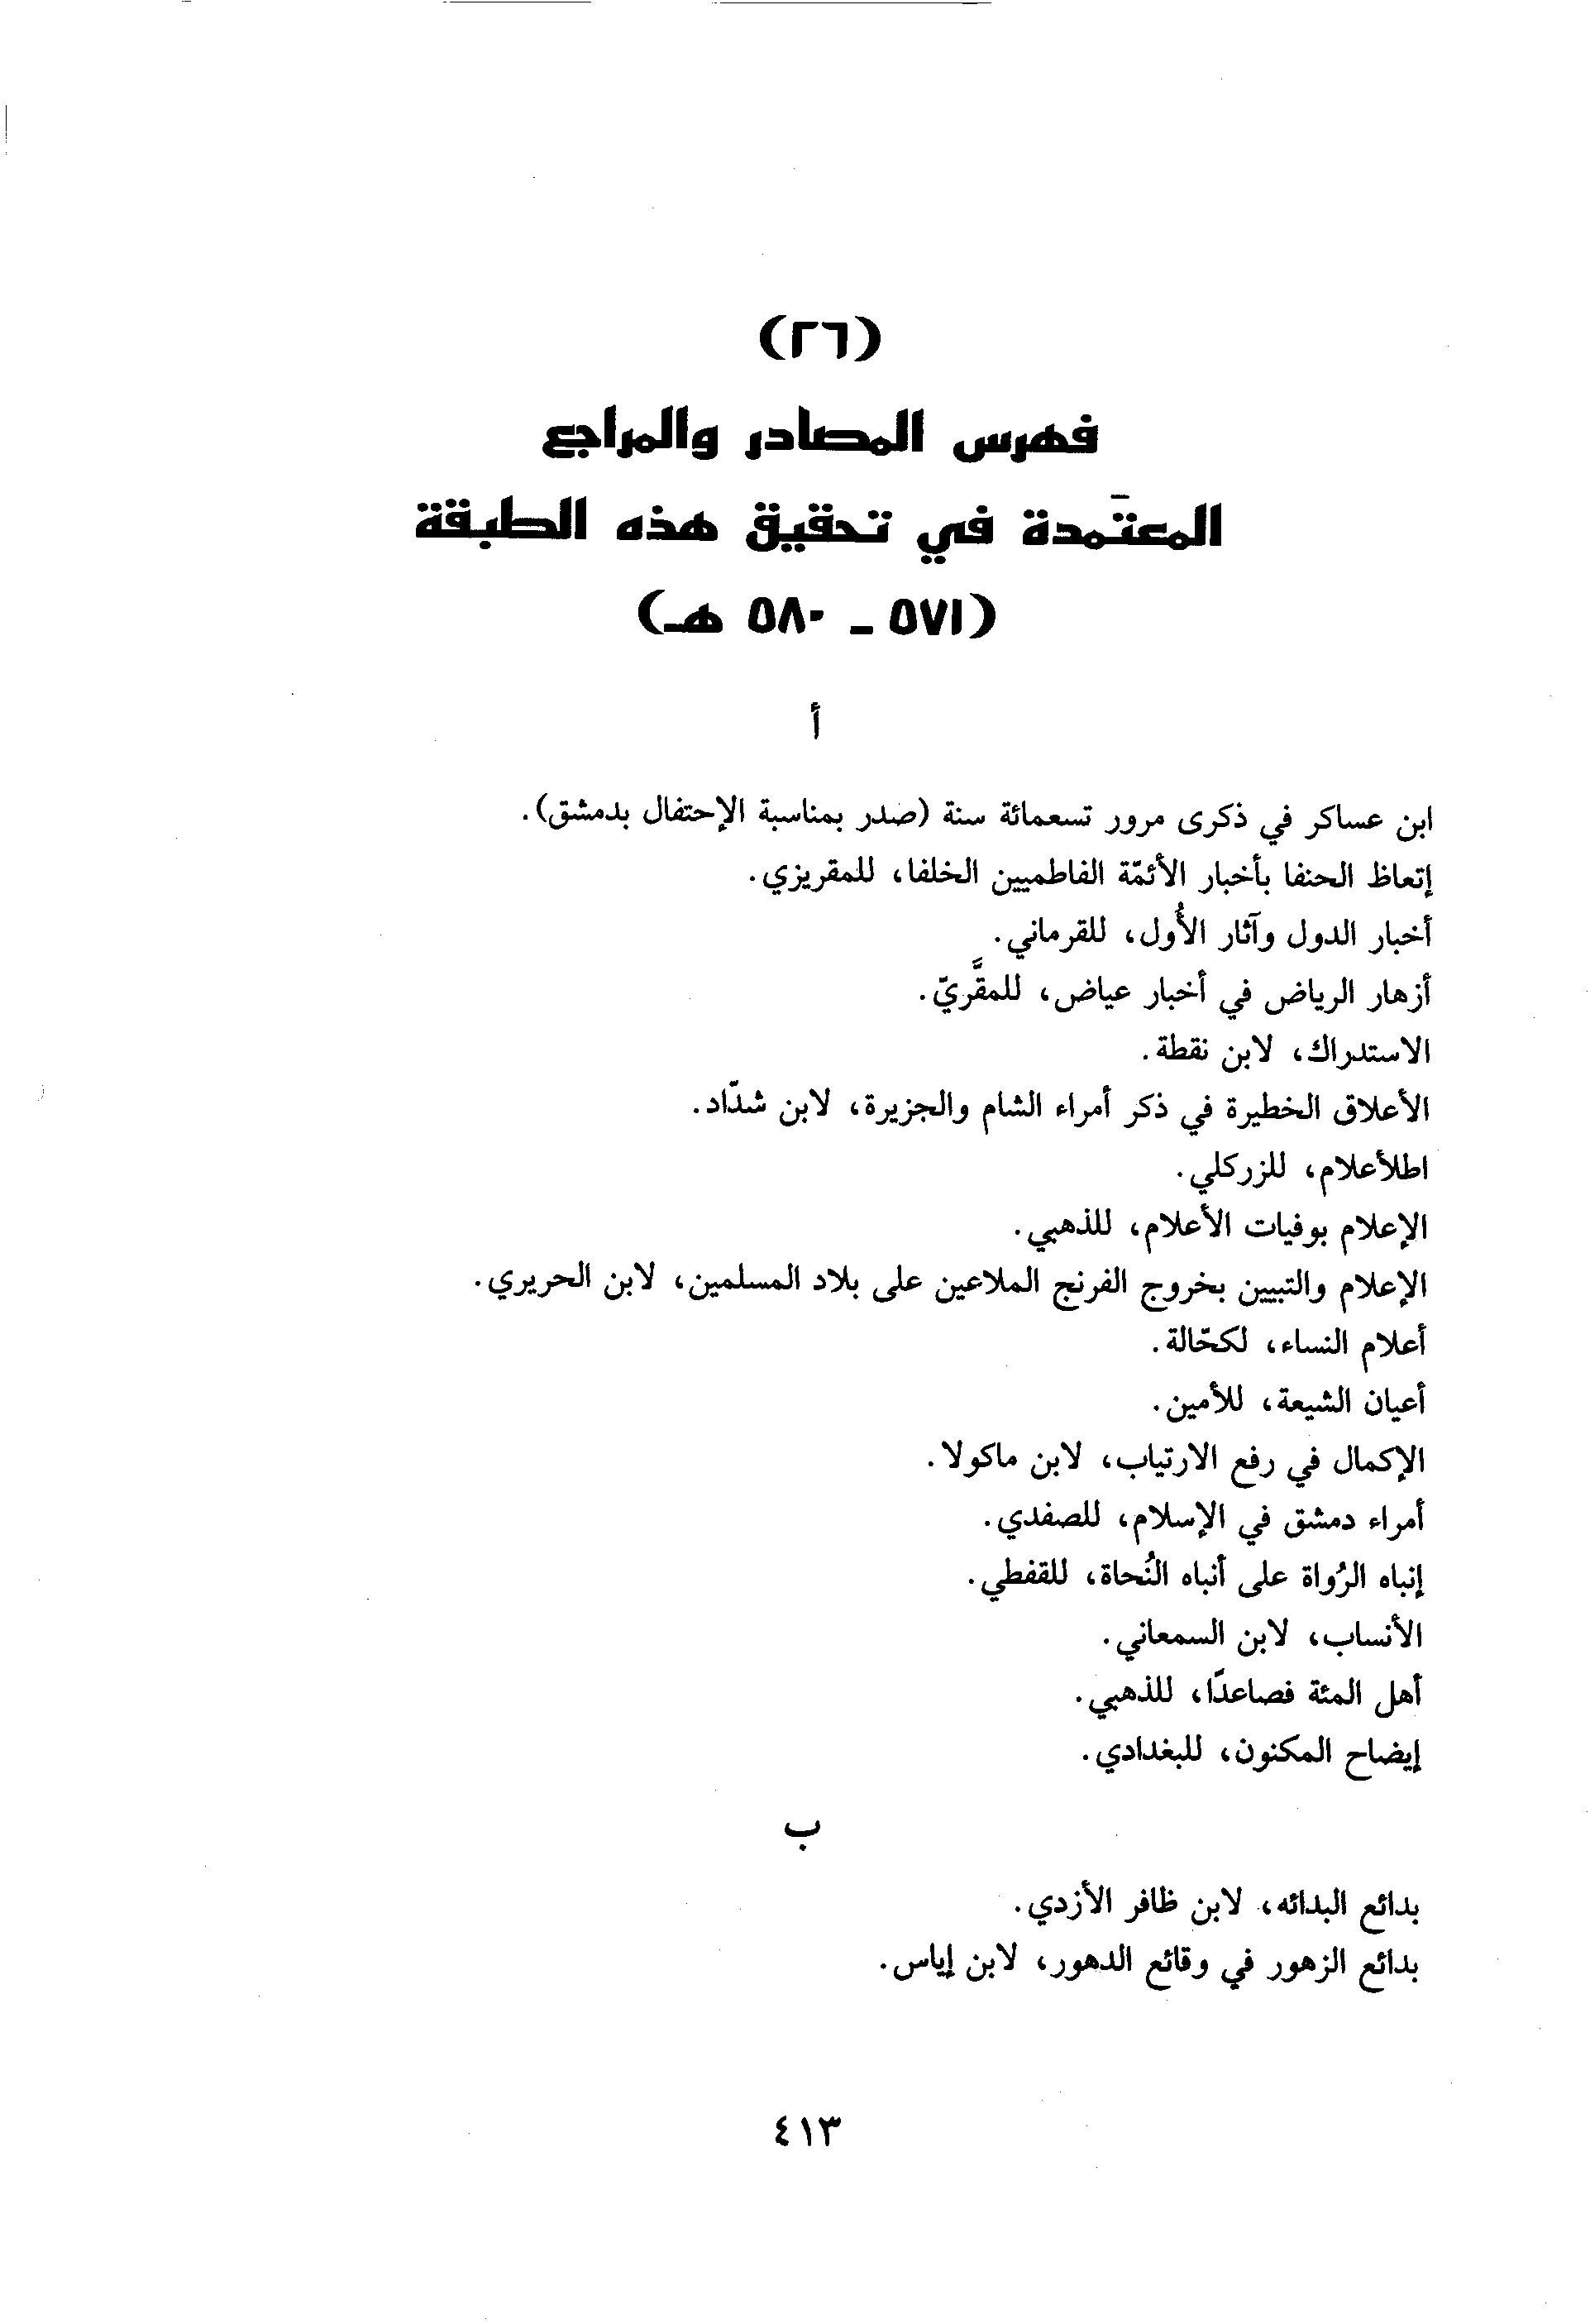 (٢٦)
فهرس المصادر والمراجع
المعتمدة في تحقيق هذه الطبقة
(٥٧١ - ٥٨٠ هـ)
أ
ابن عساكر في ذكرى مرور تسعمائة سنة (صدر بمناسبة الإحتفال بدمشق).
إتعاظ الحنفا بأخبار الأئمّة الفاطميين الخلفا، للمقريزي.
أخبار الدول وآثار الأُول، للقرماني.
أزهار الرياض في أخبار عياض، للمقَّريّ.
الاستدراك، لابن نقطة.
الأعلاق الخطيرة في ذكر أمراء الشام والجزيرة، لابن شدّاد.
اطلأعلام، للزركلي.
الإعلام بوفيات الأعلام، للذهبي.
الإعلام والتبيين بخروج الفرنج الملاعين على بلاد المسلمين، لابن الحريري.
أعلام النساء، لكحّالة.
أعيان الشيعة، للأمين.
الإكمال في رفع الارتياب، لابن ماكولا.
أمراء دمشق في الإسلام، للصفدي.
إنباه الرُواة على أنباه النُحاة، للقفطي.
الأنساب، لابن السمعاني.
أهل المئة فصاعدًا، للذهبي.
إيضاح المكنون، للبغدادي.
ب
بدائع البدائه، لابن ظافر الأزدي.
بدائع الزهور في وقائع الدهور، لابن إياس.
٤١٣